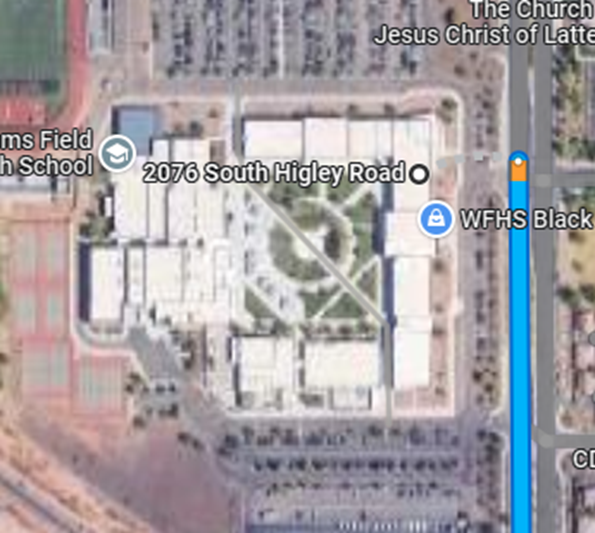 The Church
Jesus Christ of Latte
ms Field
h School
2076 South Higley Road
WFHS Black
CD